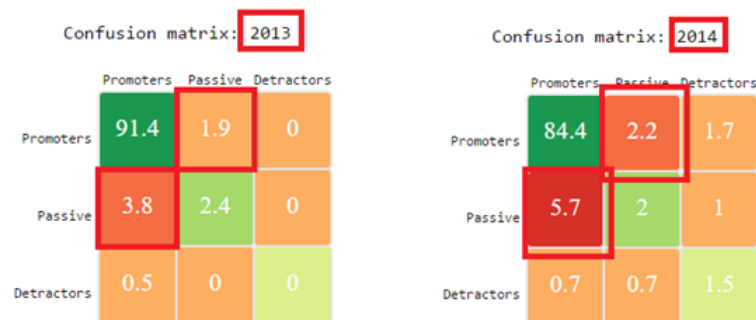 Confusion matrix: 2013
Promoters Passive Detractors
Promoters 91.4 1.9 0
Passive 3.8 2.4 0
Detractors 0.5 0 0
Confusion matrix: 2014
Promoters Passive Detractors
Promoters 84.4 2.2 1.7
Passive 5.7 2 1
Detractors 0.7 0.7 1.5